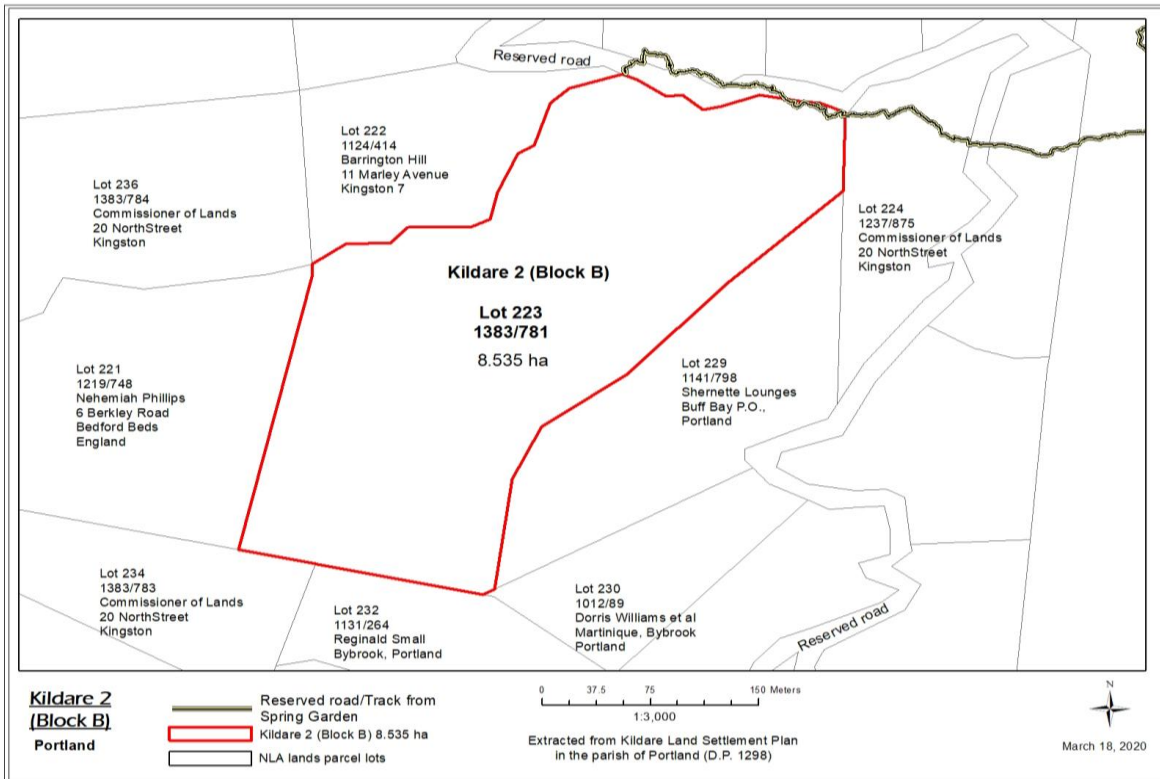 Reserved road
Lot 222
1124/414
Barrington Hill
11 Marley Avenue
Kingston 7
Lot 236
1383/784
Commissioner of Lands
20 NorthStreet
Kingston
Lot 224
1237/875
Commissioner of Lands
20 NorthStreet
Kingston
Kildare 2 (Block B)
Lot 223
1383/781
8.535 ha
Lot 221
1219/748
Nehemiah Phillips
6 Berkley Road
Bedford Beds
England
Lot 229
1141/798
Shernette Lounges
Buff Bay P.O.,
Portland
Lot 234
1383/783
Commissioner of Lands
20 NorthStreet
Kingston
Lot 232
1131/264
Reginald Small
Bybrook, Portland
Lot 230
1012/89
Dorris Williams et al
Martinique, Bybrook
Portland
Reserved road
Kildare 2
(Block B)
Portland
Reserved road/Track from
Spring Garden
Kildare 2 (Block B) 8.535 ha
NLA lands parcel lots
0 37.5 75 150 Meters
1:3,000
Extracted from Kildare Land Settlement Plan
in the parish of Portland (D.P. 1298)
N
March 18, 2020